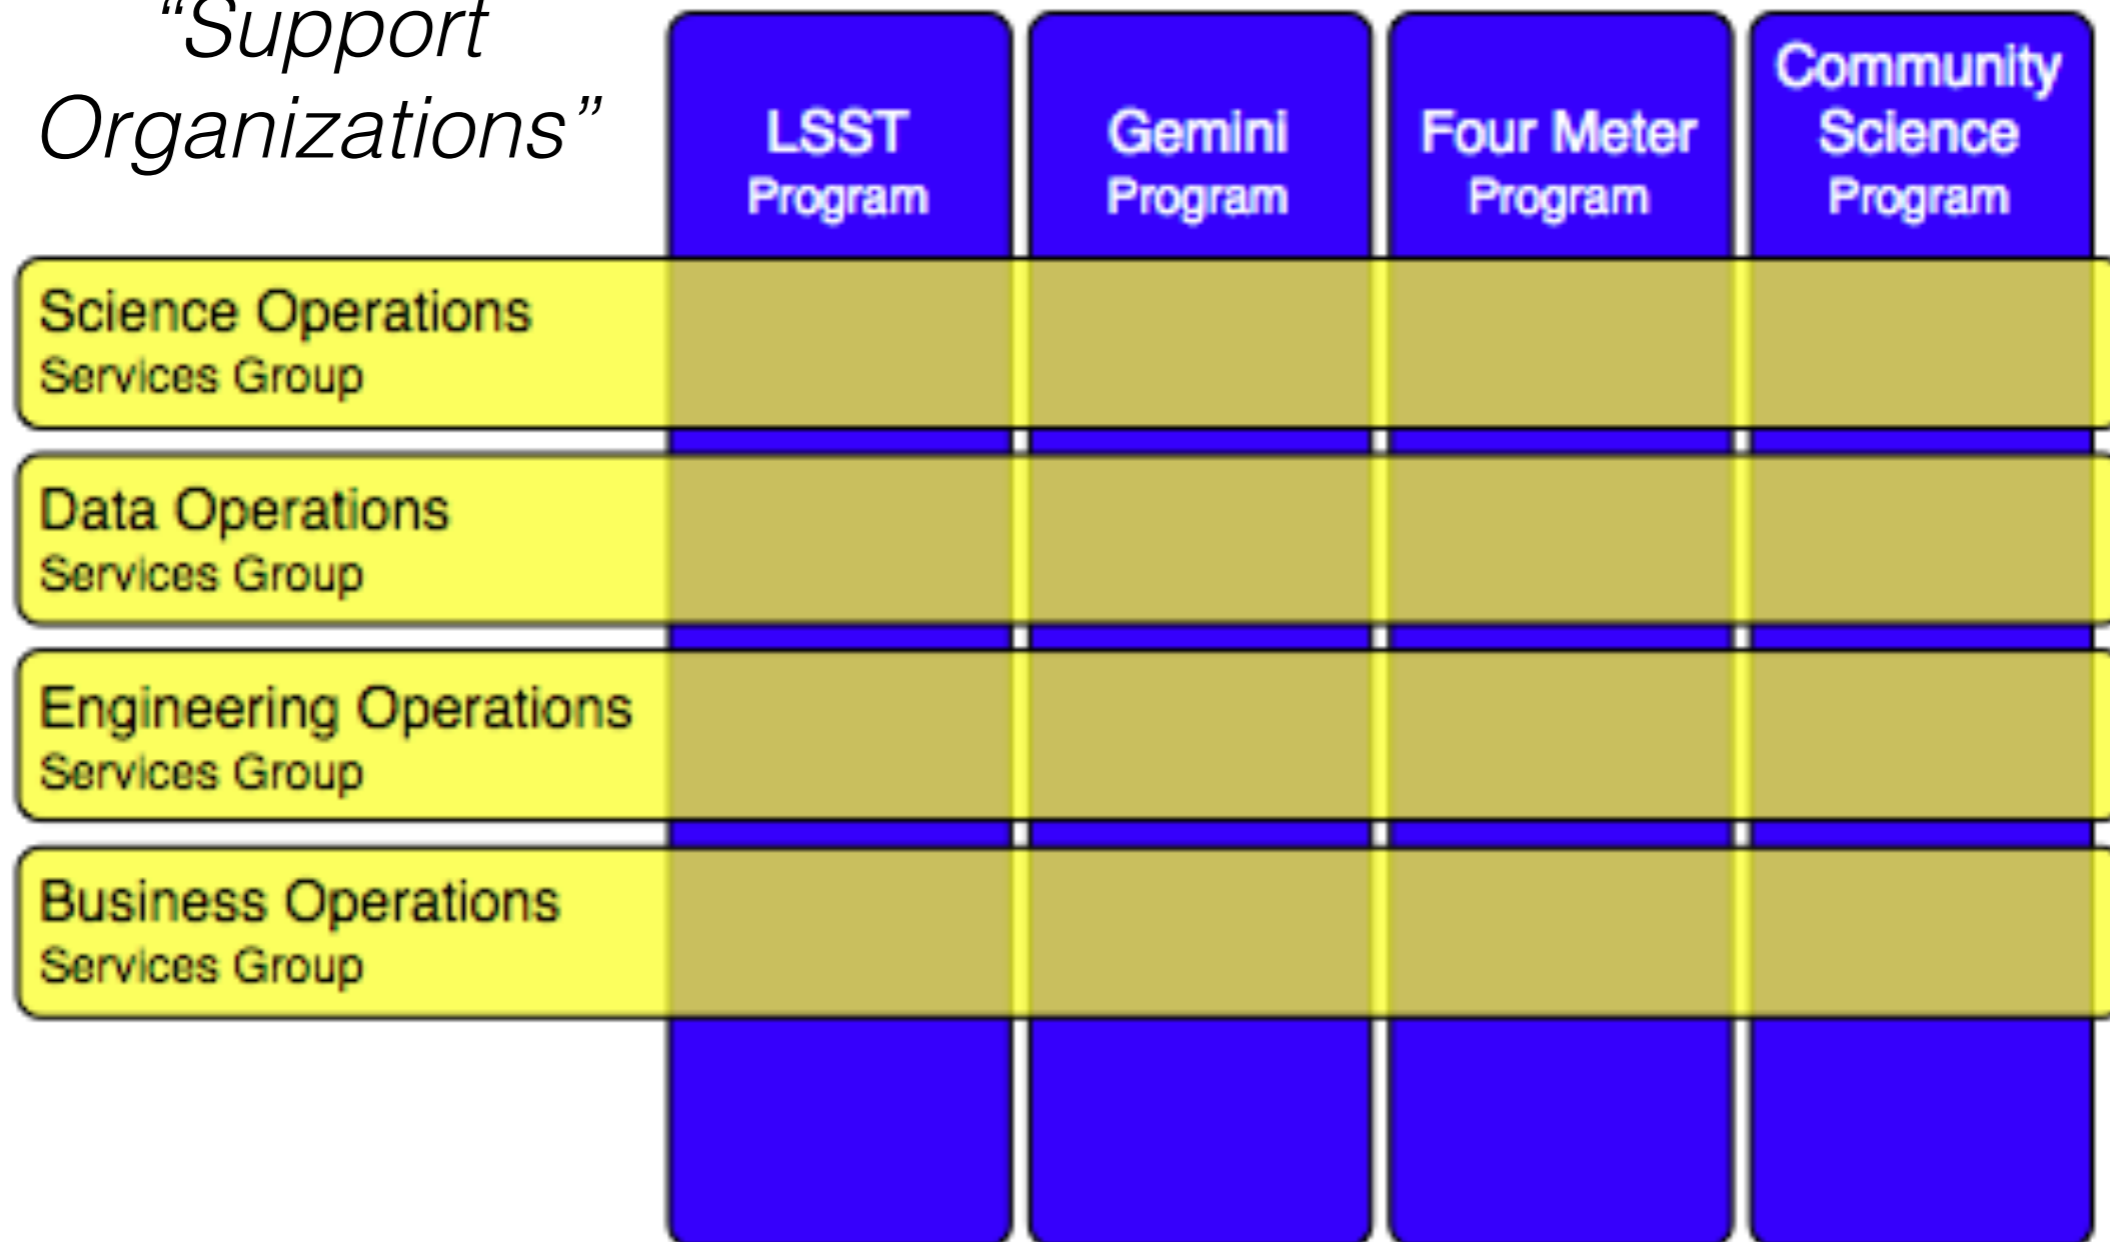 “Support
Organizations”
LSST
Program
Gemini
Program
Four Meter
Program
Community
Science
Program
Science Operations
Services Group
Data Operations
Services Group
Engineering Operations
Services Group
Business Operations
Services Group